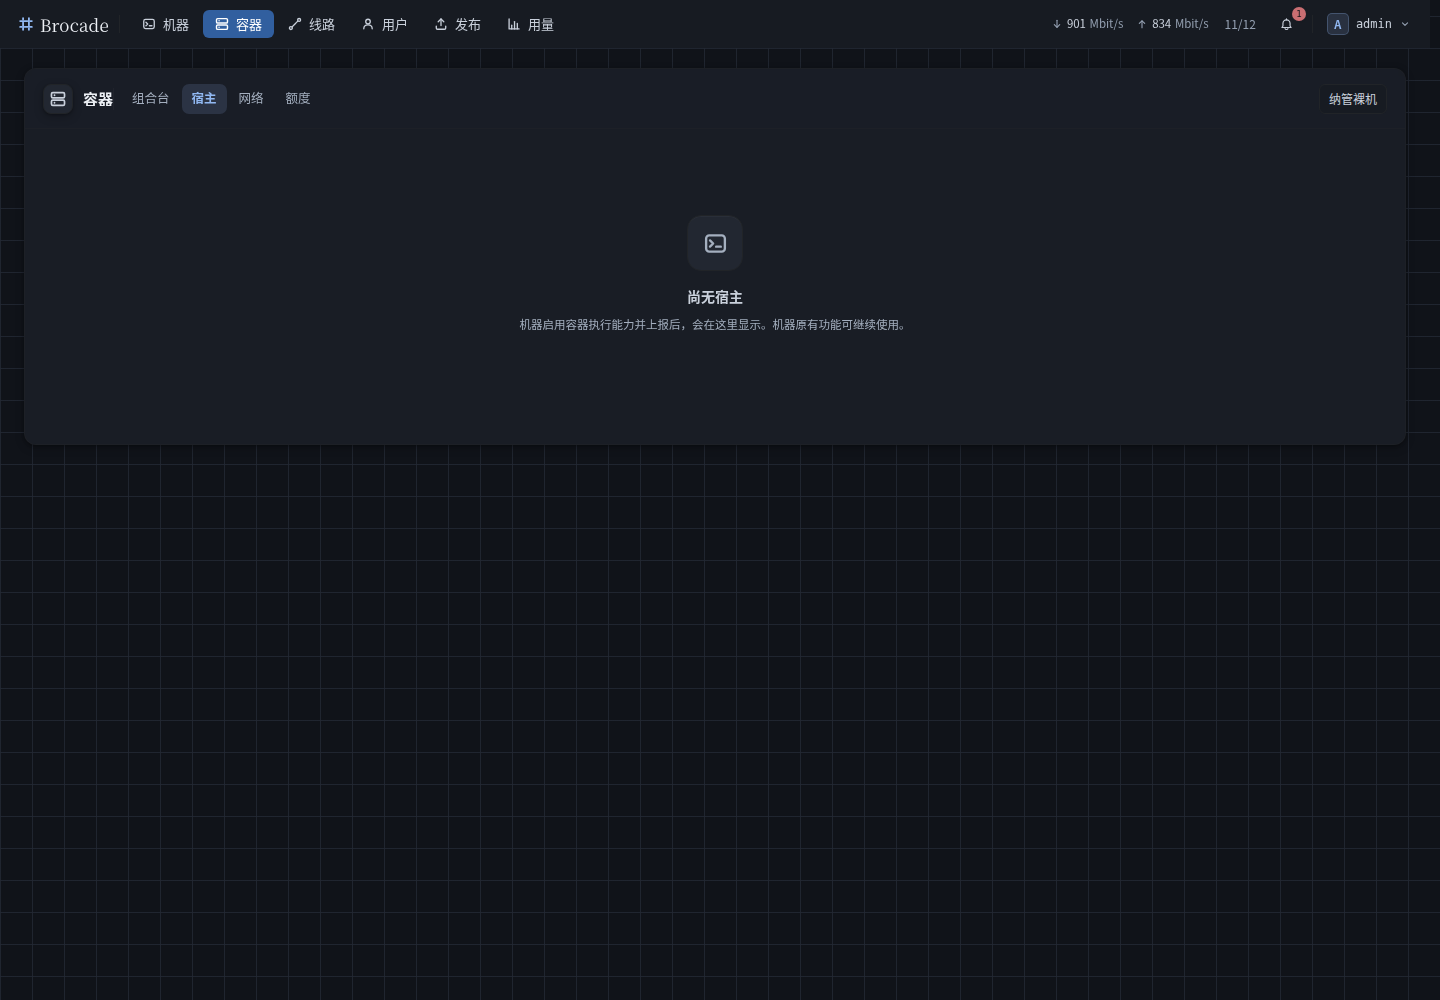 Brocade 机器 容器 线路 用户 发布 用量 ↓ 901 Mbit/s ↑ 834 Mbit/s 11/12 1 A admin
容器 组合台 宿主 网络 额度 纳管裸机
尚无宿主
机器启用容器执行能力并上报后，会在这里显示。机器原有功能可继续使用。